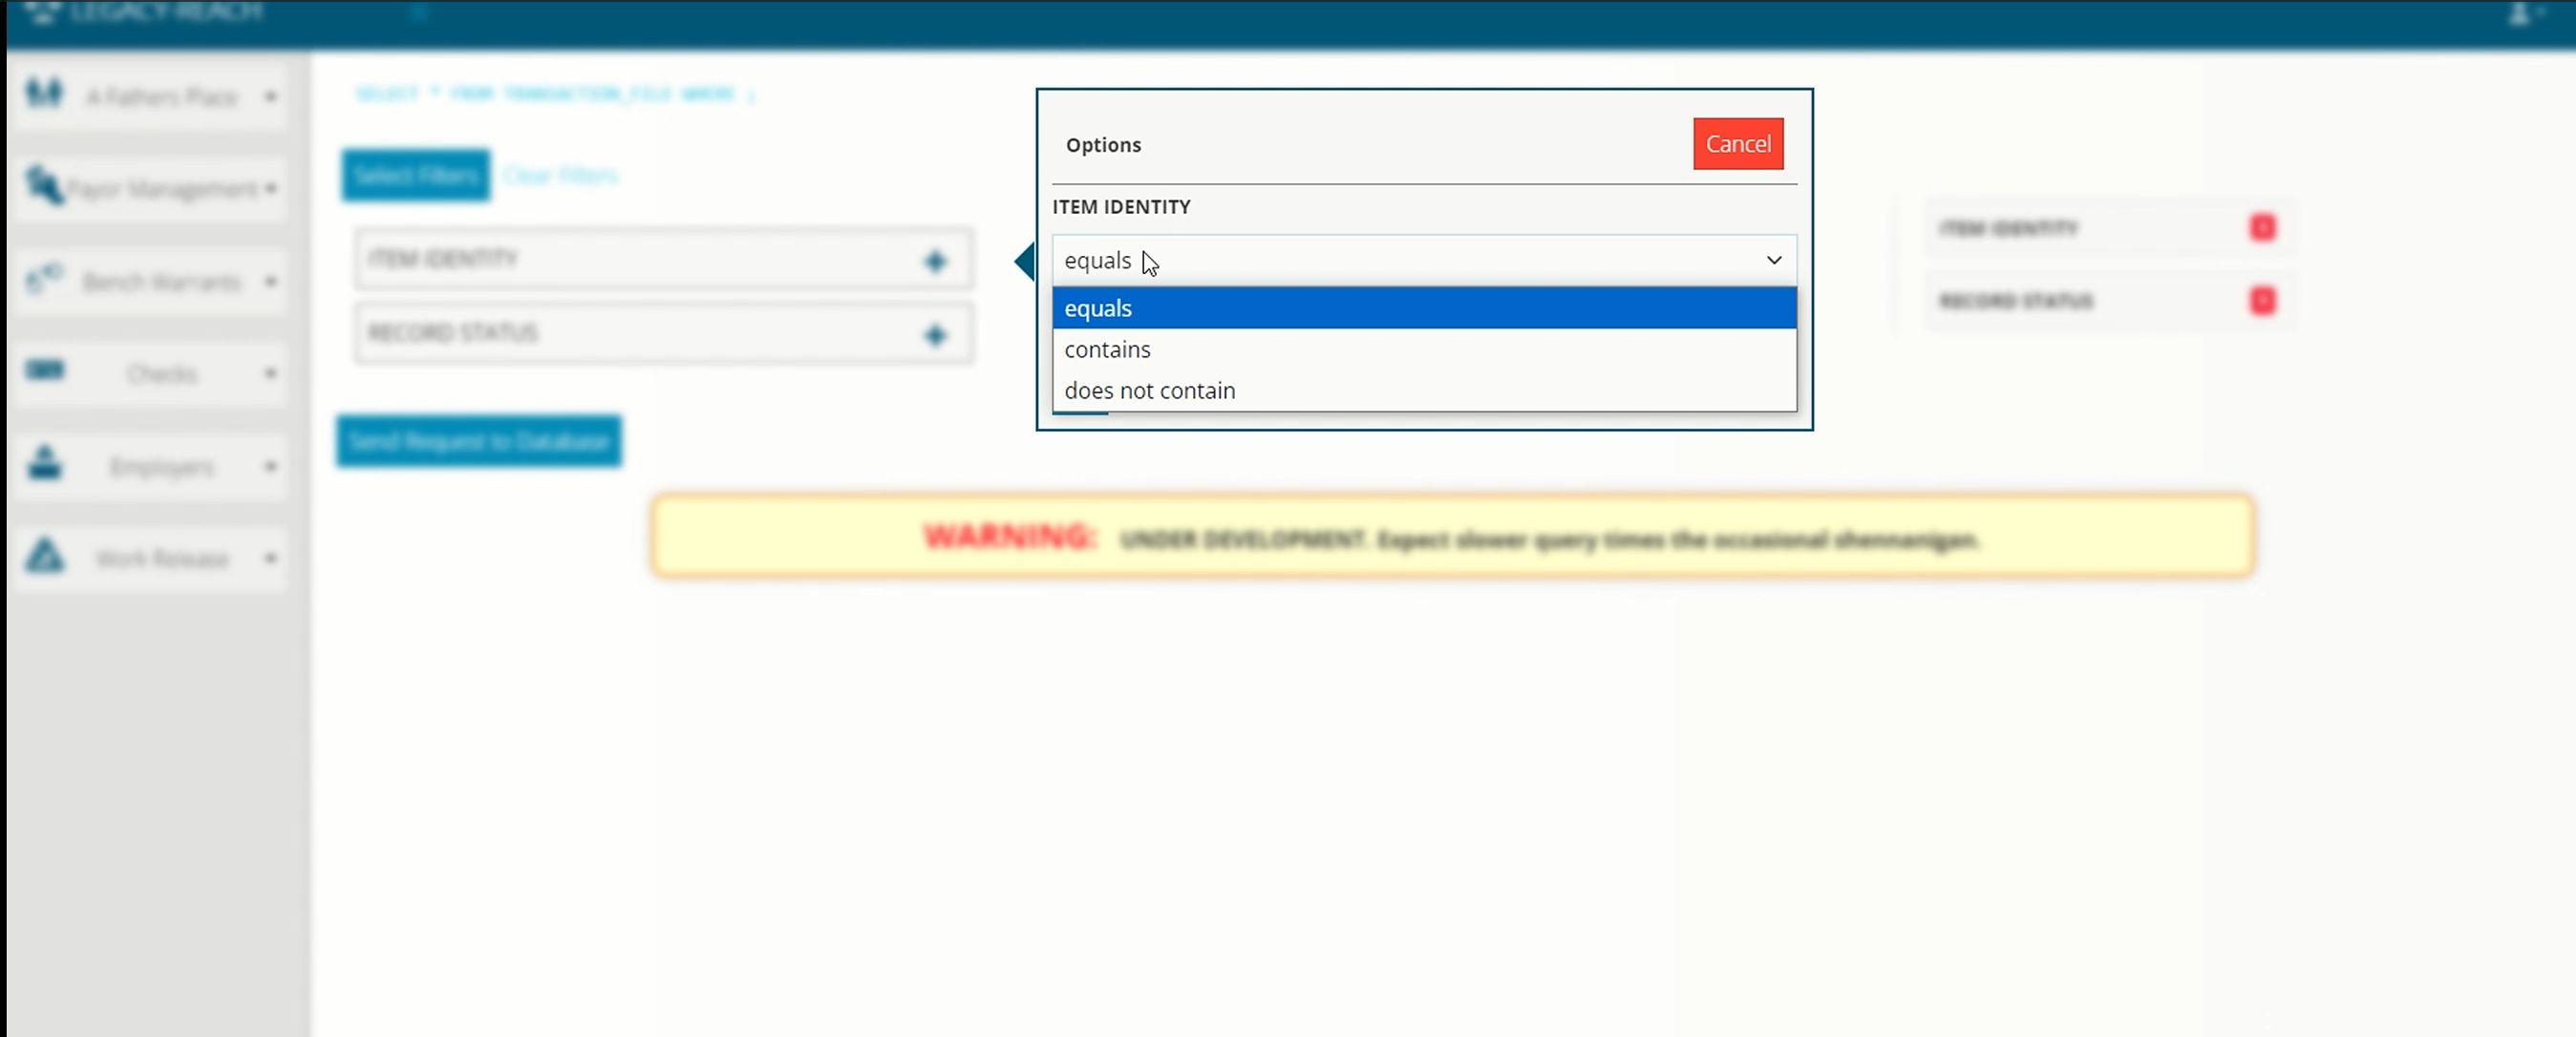 LEGACY-REACH
A Fathers Place
Payor Management
Bench Warrants
Checks
Employers
Work Release
SELECT * FROM TRANSACTION_FILE WHERE ;
Select Filters Clear Filters
ITEM IDENTITY
RECORD STATUS
Send Request to Database
Options
Cancel
ITEM IDENTITY
equals
equals
contains
does not contain
ITEM IDENTITY
RECORD STATUS
WARNING: UNDER DEVELOPMENT. Expect slower query times the occasional shennanigan.